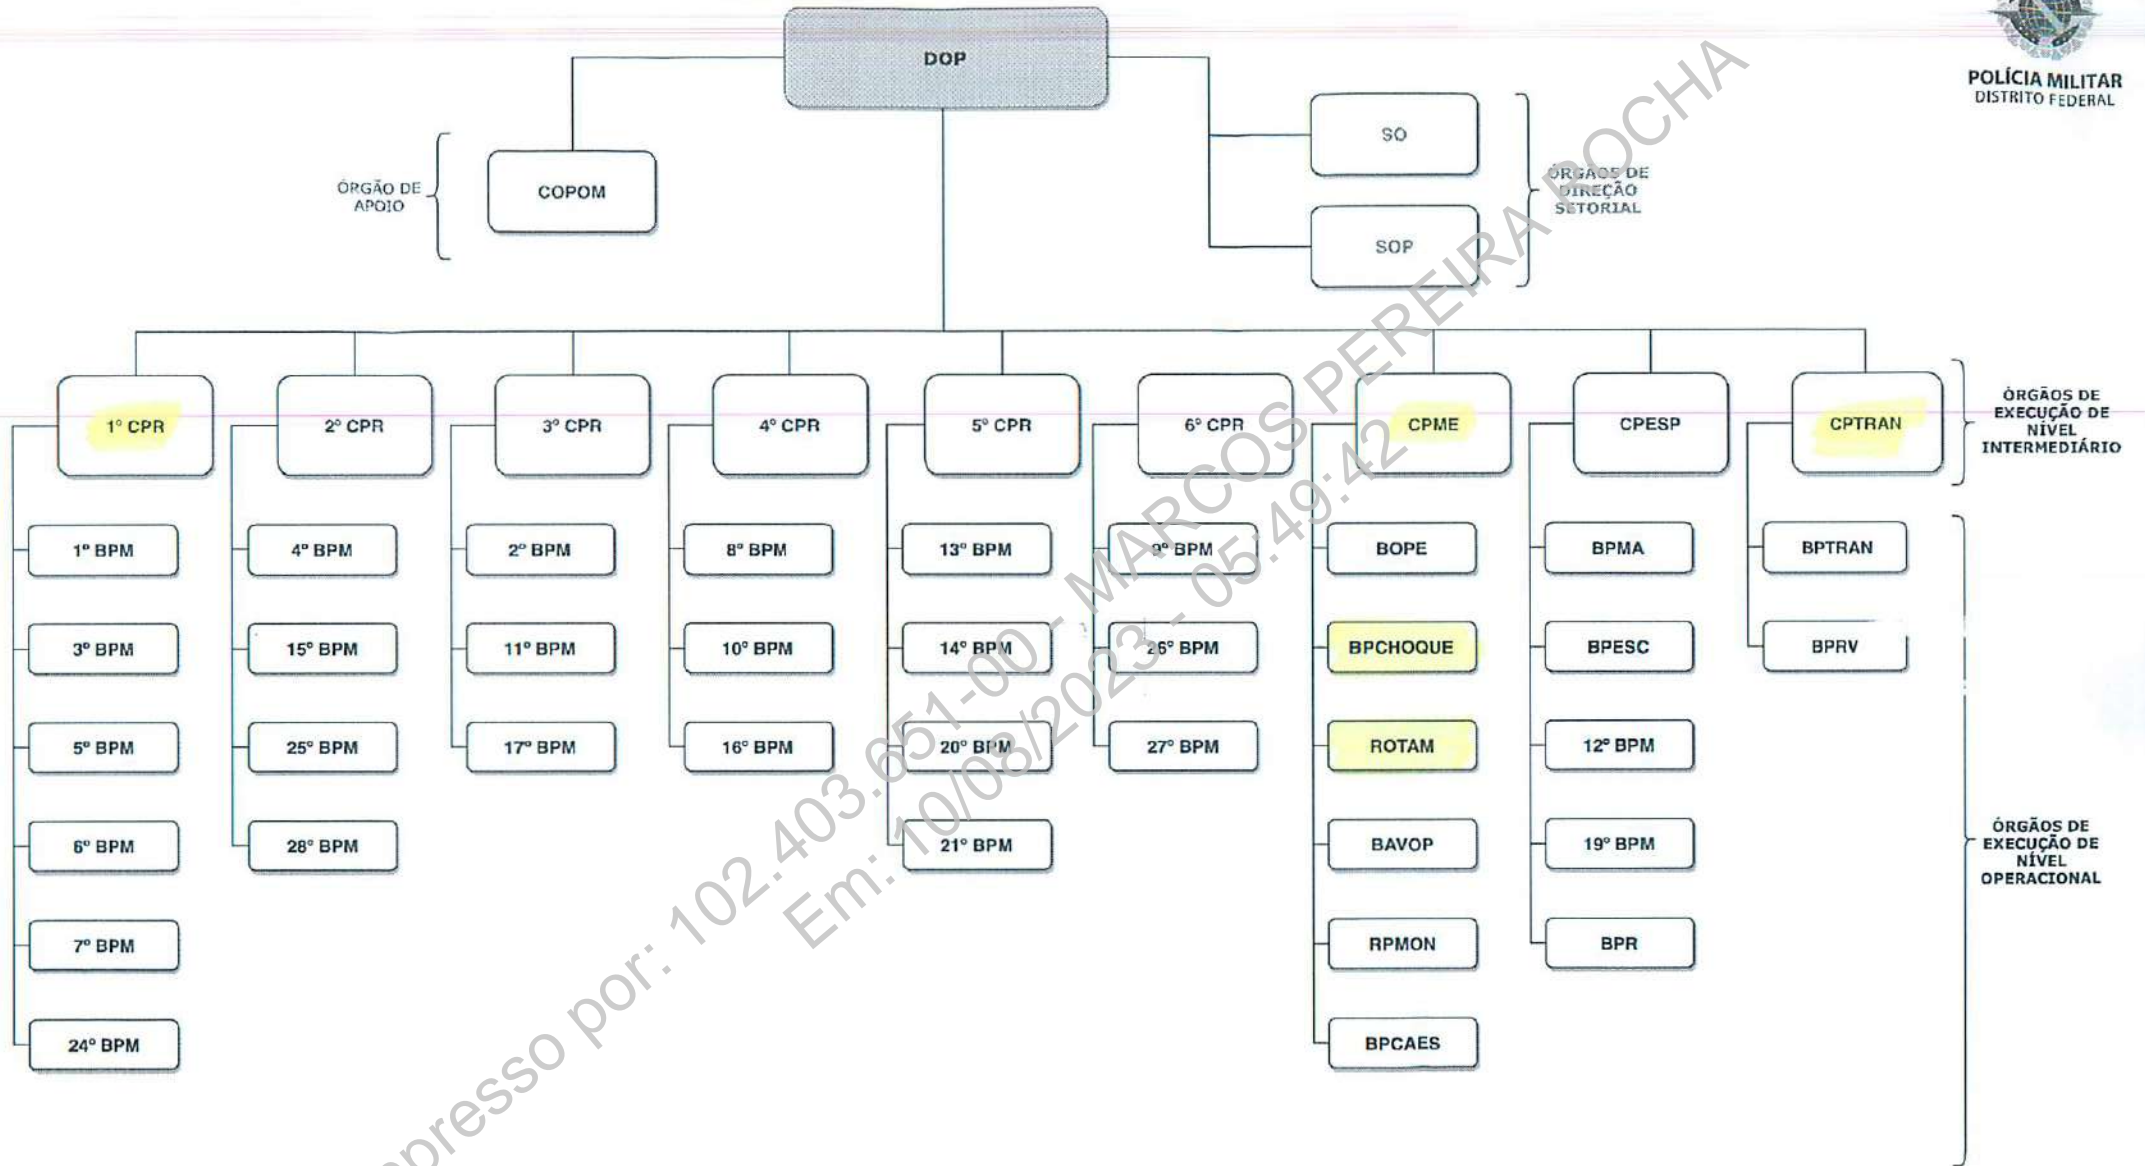 DOP
POLÍCIA MILITAR
DISTRITO FEDERAL
SO
ÓRGÃO DE
APOIO
COPOM
ÓRGÃOS DE
DIREÇÃO
SETORIAL
SOP
1º CPR
2º CPR
3º CPR
4º CPR
5º CPR
6º CPR
CPME
CPESP
CPTRAN
ÓRGÃOS DE
EXECUÇÃO DE
NÍVEL
INTERMEDIÁRIO
1º BPM
4º BPM
2º BPM
8º BPM
13º BPM
9º BPM
BOPE
BPMA
BPTRAN
3º BPM
15º BPM
11º BPM
10º BPM
14º BPM
26º BPM
BPCHOQUE
BPESC
BPRV
5º BPM
25º BPM
17º BPM
16º BPM
20º BPM
27º BPM
ROTAM
12º BPM
6º BPM
28º BPM
21º BPM
BAVOP
19º BPM
ÓRGÃOS DE
EXECUÇÃO DE
NÍVEL
OPERACIONAL
7º BPM
RPMON
BPR
24º BPM
BPCAES
presso por: 102.403.651-00 - MARCOS PEREIRA ROCHA
Em: 10/08/2023 - 05:49:42